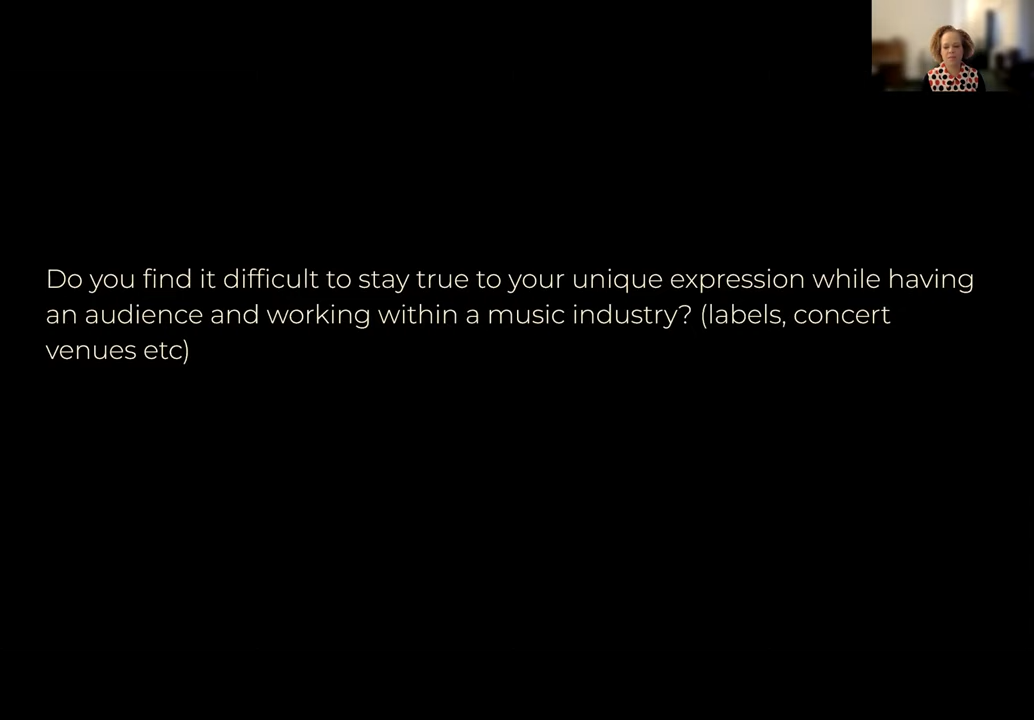 Do you find it difficult to stay true to your unique expression while having
an audience and working within a music industry? (labels, concert
venues etc)